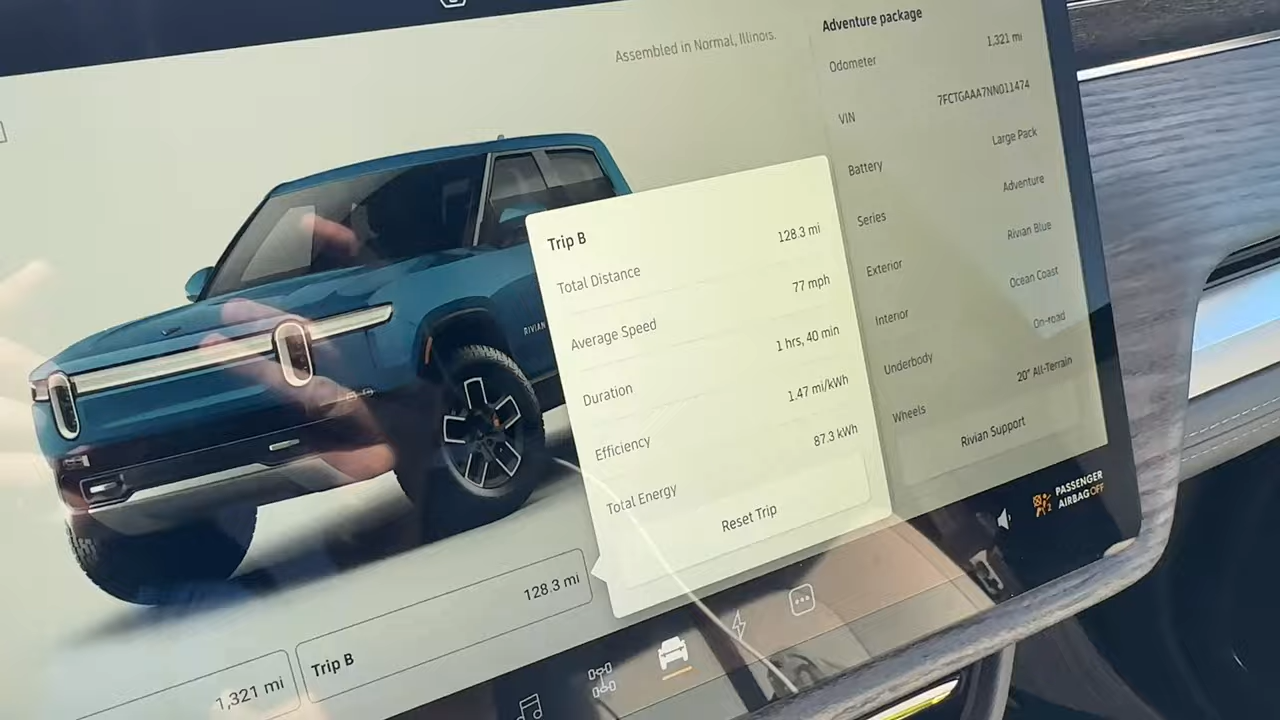 Assembled in Normal, Illinois.
Adventure package
Odometer 1,321 mi
VIN 7FCTGAAA7NN011474
Battery Large Pack
Series Adventure
Exterior Rivian Blue
Interior Ocean Coast
Underbody On-road
Wheels 20" All-Terrain
Rivian Support
Trip B
Total Distance 128.3 mi
Average Speed 77 mph
Duration 1 hrs, 40 min
Efficiency 1.47 mi/kWh
Total Energy 87.3 kWh
Reset Trip
RIVIAN
1,321 mi
Trip B 128.3 mi
PASSENGER
AIRBAG OFF